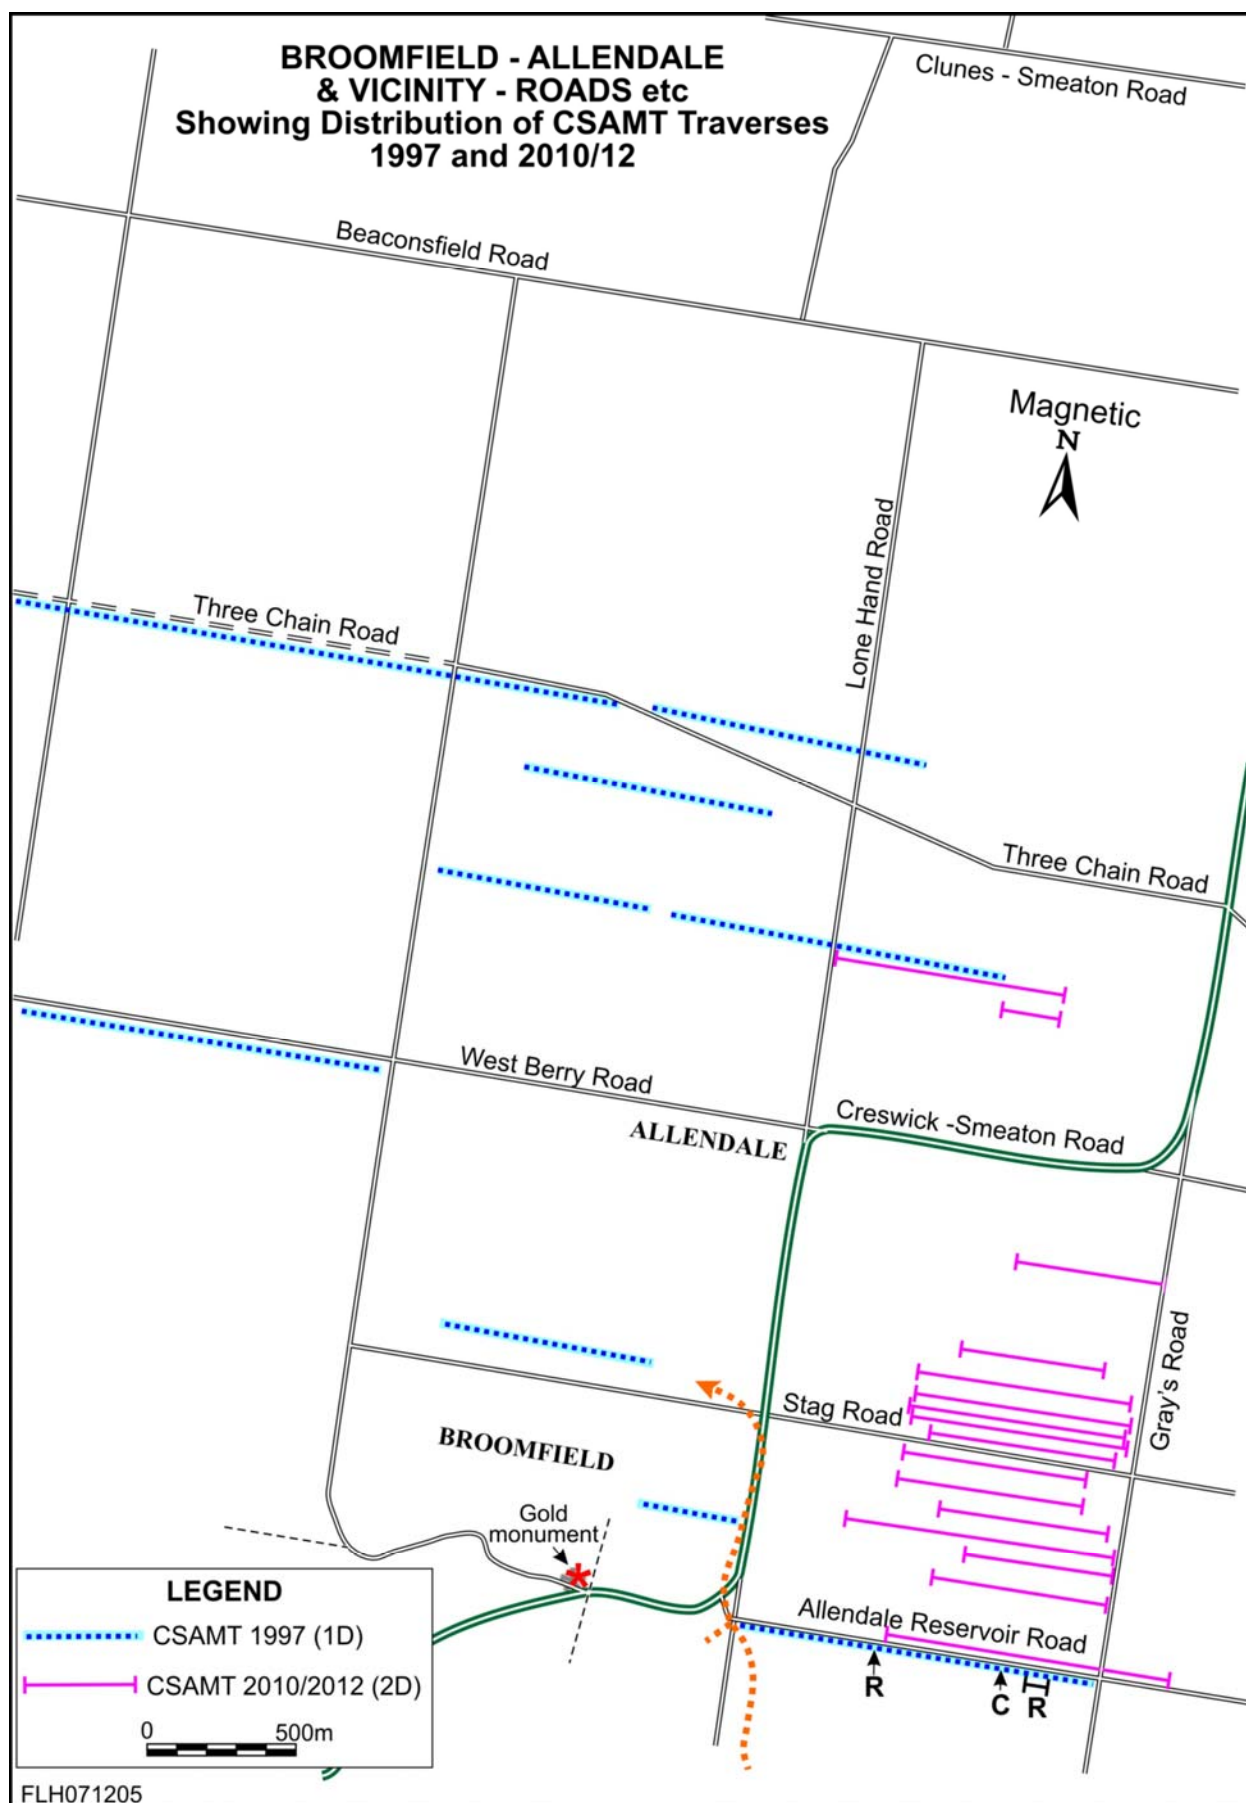 BROOMFIELD - ALLENDALE
& VICINITY - ROADS etc
Showing Distribution of CSAMT Traverses
1997 and 2010/12
Clunes - Smeaton Road
Beaconsfield Road
Magnetic
N
Lone Hand Road
Three Chain Road
Three Chain Road
West Berry Road
Creswick -Smeaton Road
ALLENDALE
Gray's Road
Stag Road
BROOMFIELD
Gold
monument
Allendale Reservoir Road
R
C
R
LEGEND
CSAMT 1997 (1D)
CSAMT 2010/2012 (2D)
0 500m
FLH071205